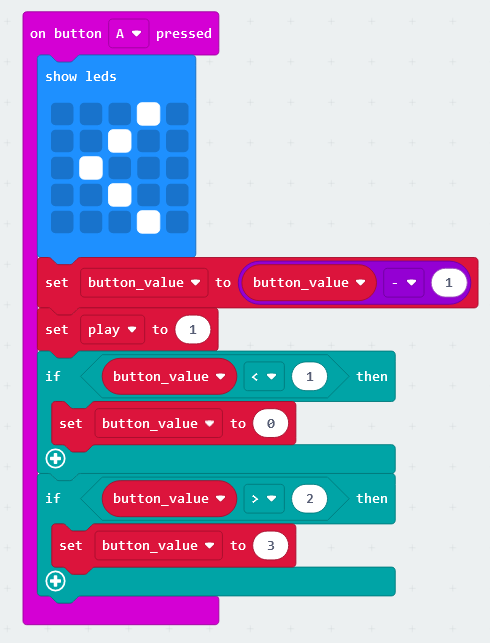 on button A pressed
show leds
set button_value to button_value - 1
set play to 1
if button_value < 1 then
set button_value to 0
if button_value > 2 then
set button_value to 3